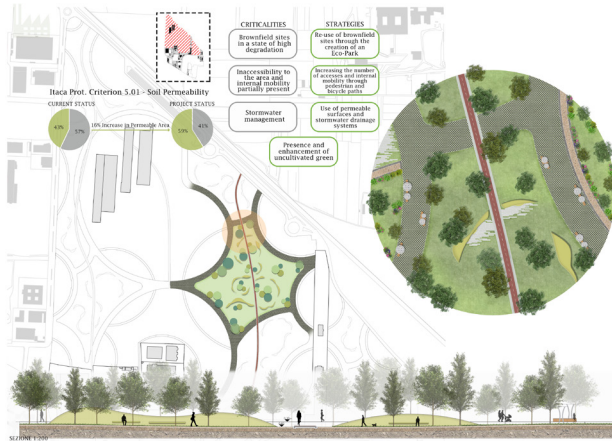 CRITICALITIES
STRATEGIES
Brownfield sites
in a state of high
degradation
Re-use of brownfield
sites through the
creation of an
Eco-Park
Inaccessibility to
the area and
internal mobility
partially present
Increasing the number
of accesses and internal
mobility through
pedestrian and
bicycle paths
Stormwater
management
Use of permeable
surfaces and
stormwater drainage
systems
Presence and
enhancement of
uncultivated green
Itaca Prot. Criterion 5.01 - Soil Permeability
CURRENT STATUS
PROJECT STATUS
43%
57%
16% Increase in Permeable Area
59%
41%
SEZIONE 1:200